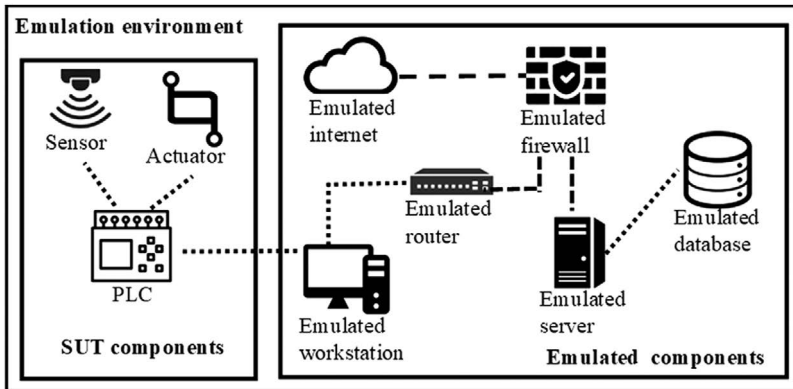 Emulation environment
Sensor
Actuator
PLC
SUT components
Emulated
internet
Emulated
firewall
Emulated
router
Emulated
database
Emulated
workstation
Emulated
server
Emulated components